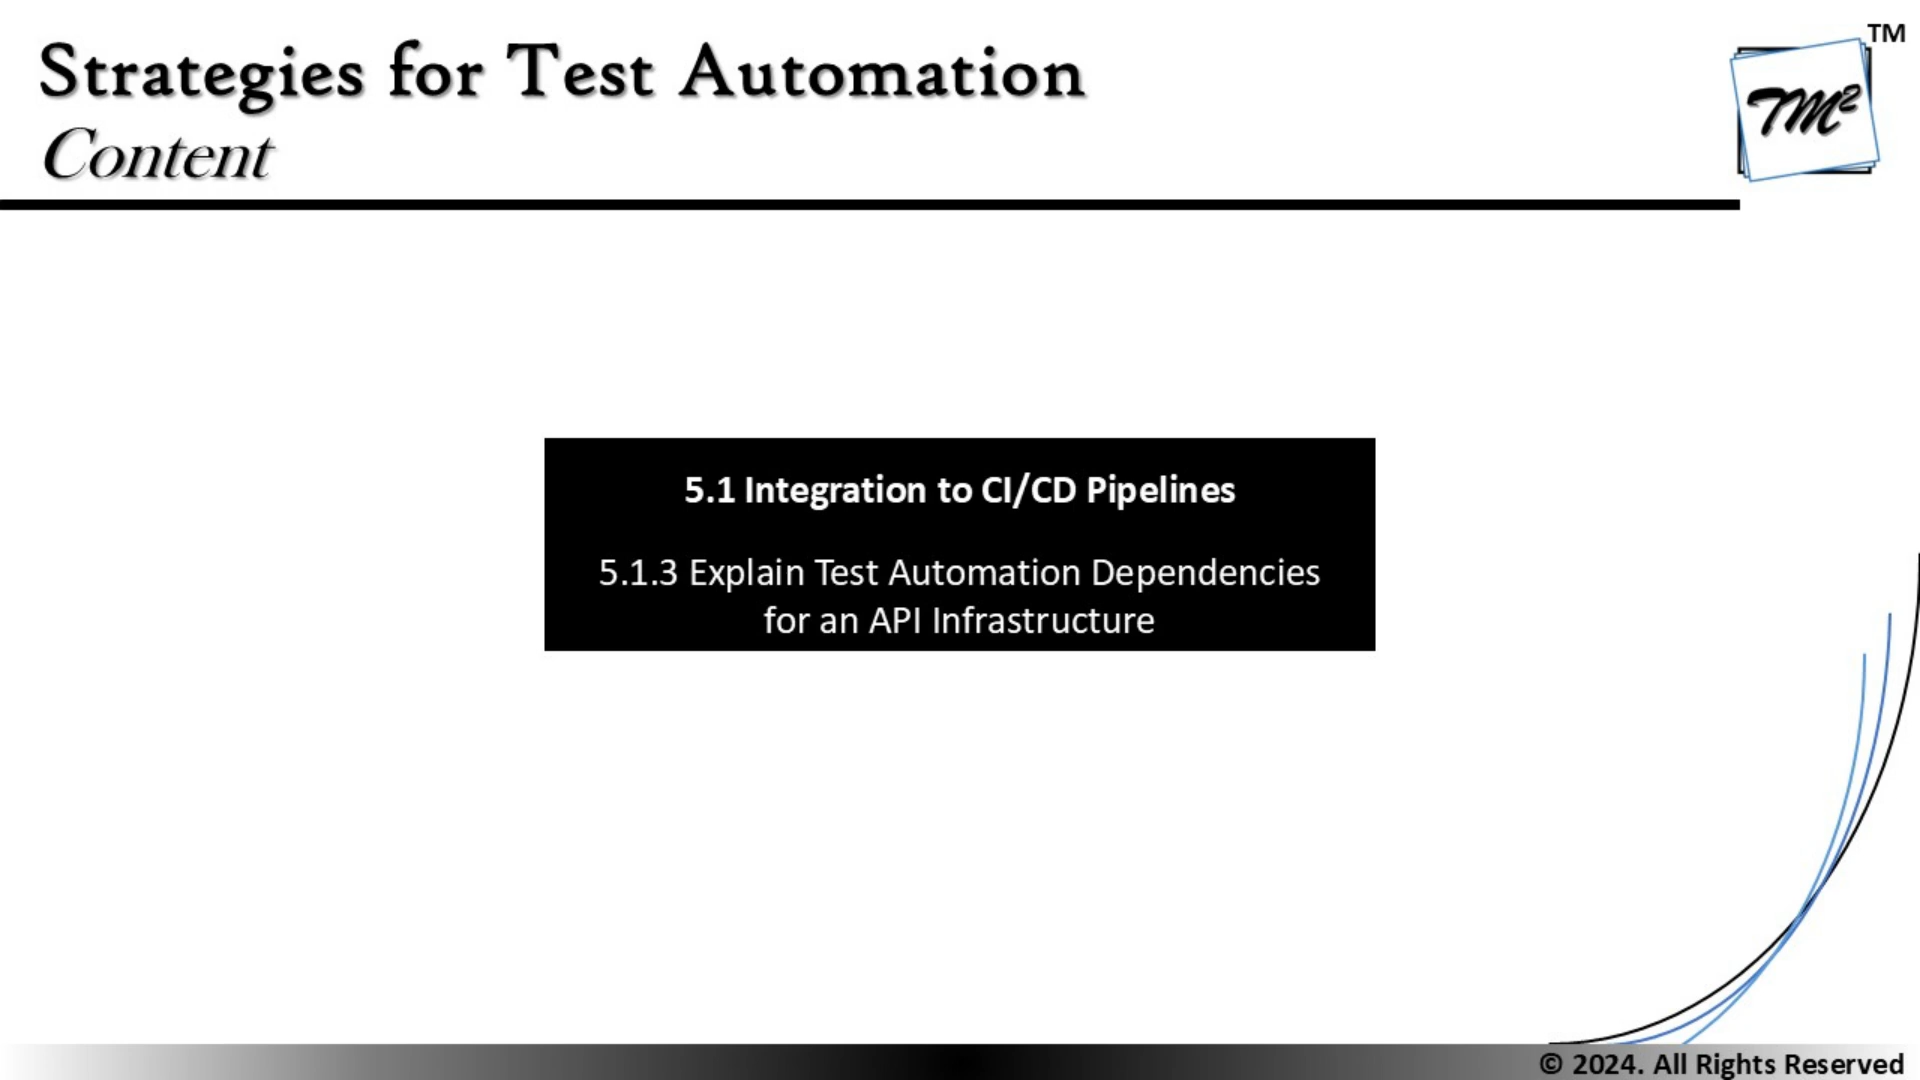 Strategies for Test Automation
Content
TM
TM²
5.1 Integration to CI/CD Pipelines
5.1.3 Explain Test Automation Dependencies
for an API Infrastructure
© 2024. All Rights Reserved